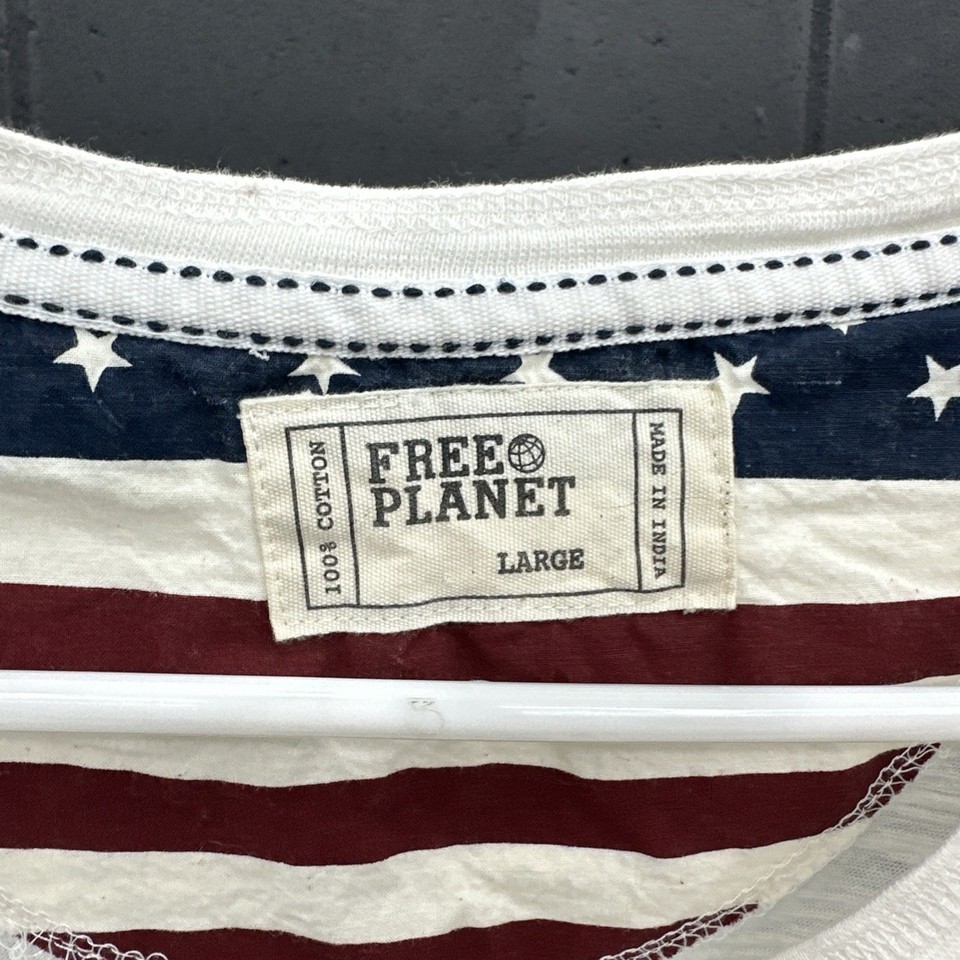 100% COTTON
FREE
PLANET
LARGE
MADE IN INDIA